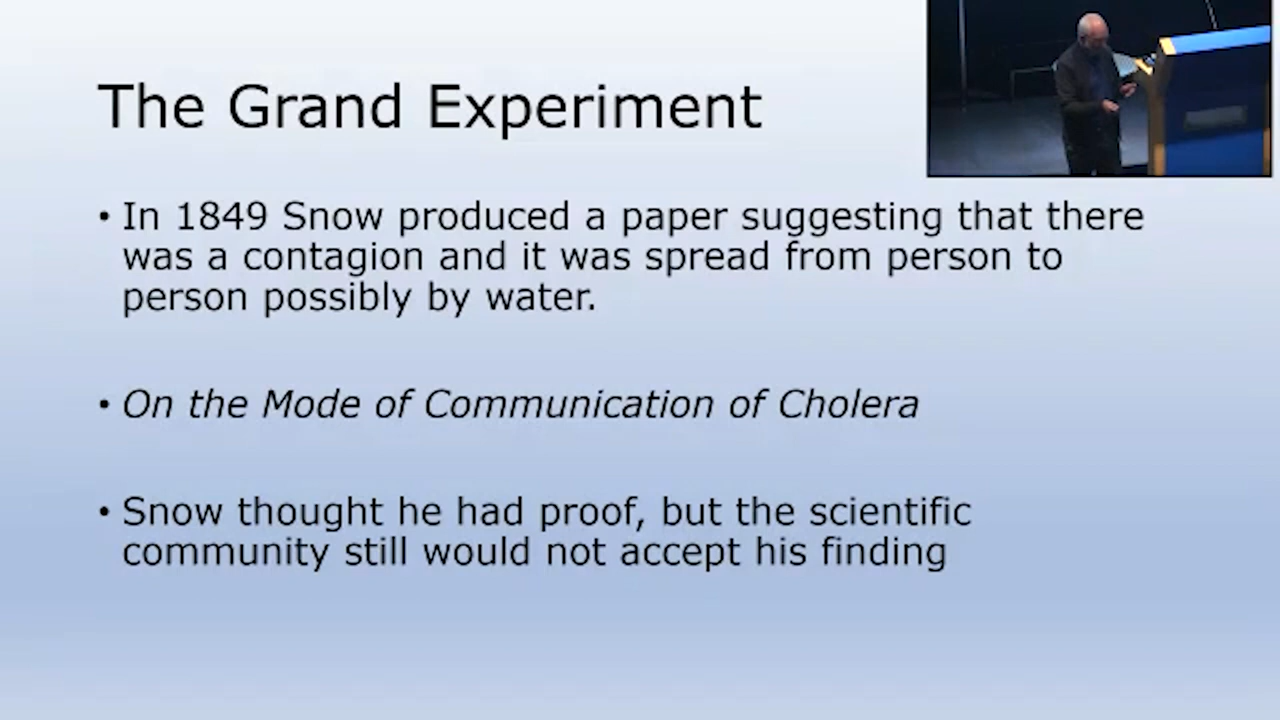 The Grand Experiment
• In 1849 Snow produced a paper suggesting that there
was a contagion and it was spread from person to
person possibly by water.
• On the Mode of Communication of Cholera
• Snow thought he had proof, but the scientific
community still would not accept his finding